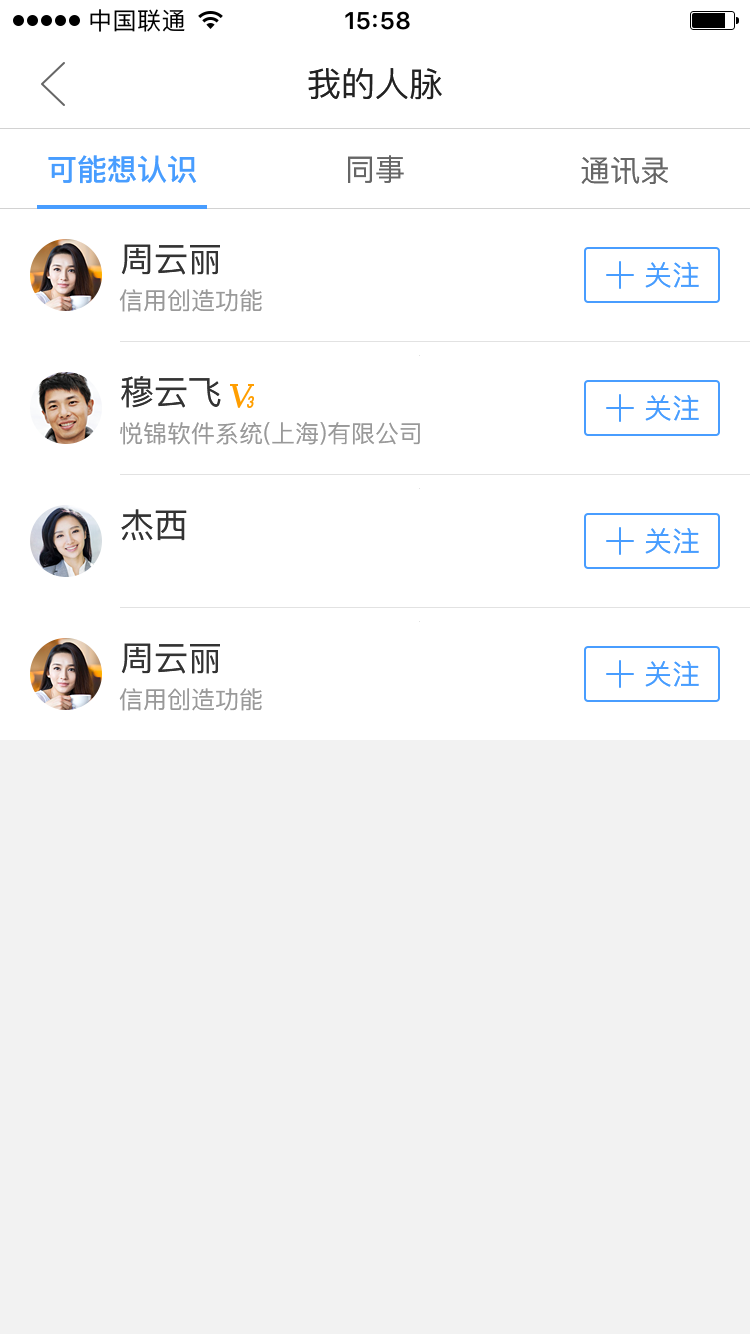 中国联通 15:58
我的人脉
可能想认识 同事 通讯录
周云丽
信用创造功能
＋ 关注
穆云飞 V3
悦锦软件系统(上海)有限公司
＋ 关注
杰西
＋ 关注
周云丽
信用创造功能
＋ 关注